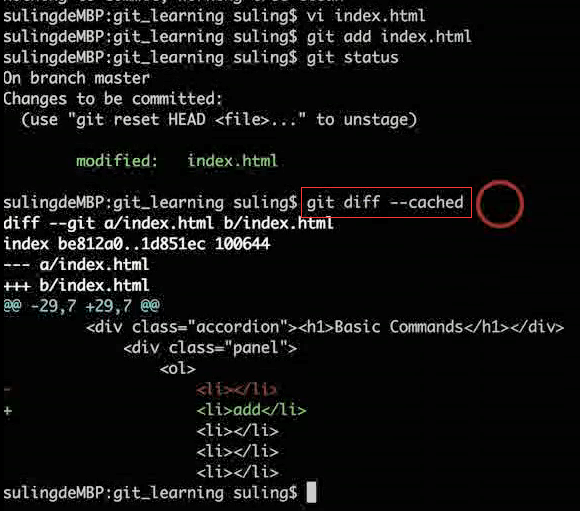 sulingdeMBP:git_learning suling$ vi index.html
sulingdeMBP:git_learning suling$ git add index.html
sulingdeMBP:git_learning suling$ git status
On branch master
Changes to be committed:
  (use "git reset HEAD <file>..." to unstage)
        modified:   index.html
sulingdeMBP:git_learning suling$ git diff --cached
diff --git a/index.html b/index.html
index be812a0..1d851ec 100644
--- a/index.html
+++ b/index.html
@@ -29,7 +29,7 @@
         <div class="accordion"><h1>Basic Commands</h1></div>
             <div class="panel">
                 <ol>
-                    <li></li>
+                    <li>add</li>
                     <li></li>
                     <li></li>
                     <li></li>
sulingdeMBP:git_learning suling$